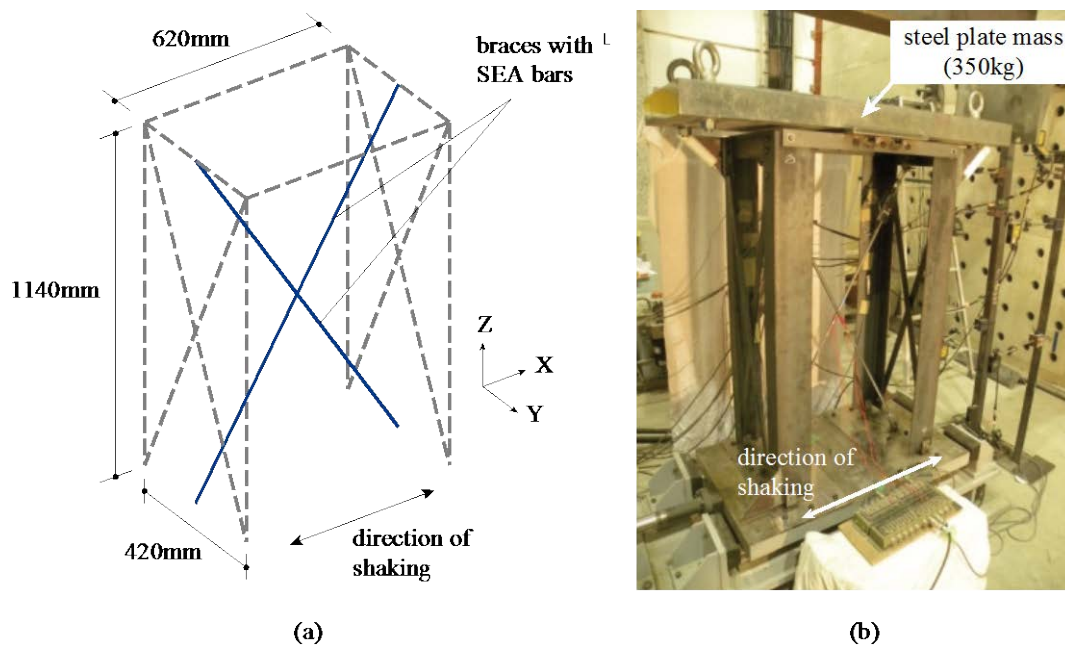 620mm
braces with L
SEA bars
1140mm
Z
X
Y
420mm
direction of
shaking
(a)
steel plate mass
(350kg)
direction of
shaking
(b)